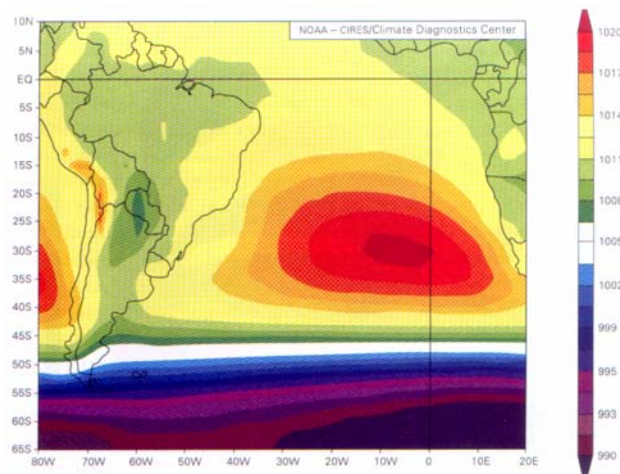 NOAA – CIRES/Climate Diagnostics Center
10N
5N
EQ
5S
10S
15S
20S
25S
30S
35S
40S
45S
50S
55S
60S
65S
80W
70W
60W
50W
40W
30W
20W
10W
0
10E
20E
1020
1017
1014
1011
1008
1005
1002
999
995
993
990